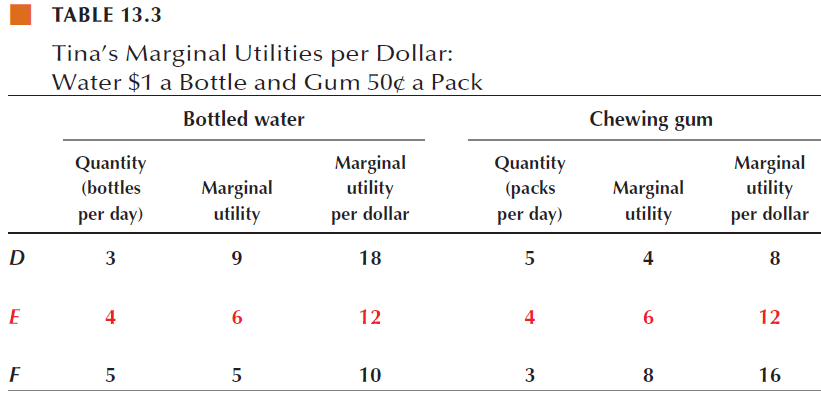 TABLE 13.3
Tina's Marginal Utilities per Dollar:
Water $1 a Bottle and Gum 50¢ a Pack
Bottled water Chewing gum
Quantity Marginal Quantity Marginal
(bottles Marginal utility (packs Marginal utility
per day) utility per dollar per day) utility per dollar
D 3 9 18 5 4 8
E 4 6 12 4 6 12
F 5 5 10 3 8 16